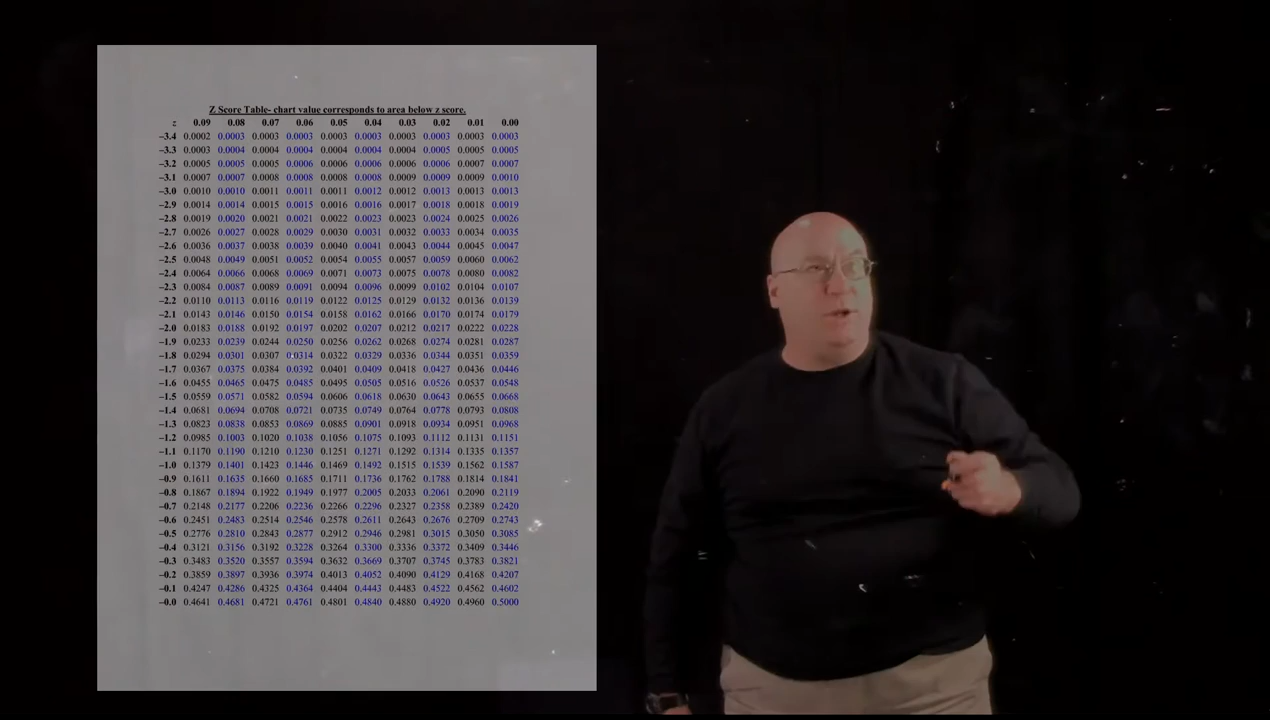 Z Score Table- chart value corresponds to area below z score.
z 0.09 0.08 0.07 0.06 0.05 0.04 0.03 0.02 0.01 0.00
–3.4 0.0002 0.0003 0.0003 0.0003 0.0003 0.0003 0.0003 0.0003 0.0003 0.0003
–3.3 0.0003 0.0004 0.0004 0.0004 0.0004 0.0004 0.0004 0.0005 0.0005 0.0005
–3.2 0.0005 0.0005 0.0005 0.0006 0.0006 0.0006 0.0006 0.0006 0.0007 0.0007
–3.1 0.0007 0.0007 0.0008 0.0008 0.0008 0.0008 0.0009 0.0009 0.0009 0.0010
–3.0 0.0010 0.0010 0.0011 0.0011 0.0011 0.0012 0.0012 0.0013 0.0013 0.0013
–2.9 0.0014 0.0014 0.0015 0.0015 0.0016 0.0016 0.0017 0.0018 0.0018 0.0019
–2.8 0.0019 0.0020 0.0021 0.0021 0.0022 0.0023 0.0023 0.0024 0.0025 0.0026
–2.7 0.0026 0.0027 0.0028 0.0029 0.0030 0.0031 0.0032 0.0033 0.0034 0.0035
–2.6 0.0036 0.0037 0.0038 0.0039 0.0040 0.0041 0.0043 0.0044 0.0045 0.0047
–2.5 0.0048 0.0049 0.0051 0.0052 0.0054 0.0055 0.0057 0.0059 0.0060 0.0062
–2.4 0.0064 0.0066 0.0068 0.0069 0.0071 0.0073 0.0075 0.0078 0.0080 0.0082
–2.3 0.0084 0.0087 0.0089 0.0091 0.0094 0.0096 0.0099 0.0102 0.0104 0.0107
–2.2 0.0110 0.0113 0.0116 0.0119 0.0122 0.0125 0.0129 0.0132 0.0136 0.0139
–2.1 0.0143 0.0146 0.0150 0.0154 0.0158 0.0162 0.0166 0.0170 0.0174 0.0179
–2.0 0.0183 0.0188 0.0192 0.0197 0.0202 0.0207 0.0212 0.0217 0.0222 0.0228
–1.9 0.0233 0.0239 0.0244 0.0250 0.0256 0.0262 0.0268 0.0274 0.0281 0.0287
–1.8 0.0294 0.0301 0.0307 0.0314 0.0322 0.0329 0.0336 0.0344 0.0351 0.0359
–1.7 0.0367 0.0375 0.0384 0.0392 0.0401 0.0409 0.0418 0.0427 0.0436 0.0446
–1.6 0.0455 0.0465 0.0475 0.0485 0.0495 0.0505 0.0516 0.0526 0.0537 0.0548
–1.5 0.0559 0.0571 0.0582 0.0594 0.0606 0.0618 0.0630 0.0643 0.0655 0.0668
–1.4 0.0681 0.0694 0.0708 0.0721 0.0735 0.0749 0.0764 0.0778 0.0793 0.0808
–1.3 0.0823 0.0838 0.0853 0.0869 0.0885 0.0901 0.0918 0.0934 0.0951 0.0968
–1.2 0.0985 0.1003 0.1020 0.1038 0.1056 0.1075 0.1093 0.1112 0.1131 0.1151
–1.1 0.1170 0.1190 0.1210 0.1230 0.1251 0.1271 0.1292 0.1314 0.1335 0.1357
–1.0 0.1379 0.1401 0.1423 0.1446 0.1469 0.1492 0.1515 0.1539 0.1562 0.1587
–0.9 0.1611 0.1635 0.1660 0.1685 0.1711 0.1736 0.1762 0.1788 0.1814 0.1841
–0.8 0.1867 0.1894 0.1922 0.1949 0.1977 0.2005 0.2033 0.2061 0.2090 0.2119
–0.7 0.2148 0.2177 0.2206 0.2236 0.2266 0.2296 0.2327 0.2358 0.2389 0.2420
–0.6 0.2451 0.2483 0.2514 0.2546 0.2578 0.2611 0.2643 0.2676 0.2709 0.2743
–0.5 0.2776 0.2810 0.2843 0.2877 0.2912 0.2946 0.2981 0.3015 0.3050 0.3085
–0.4 0.3121 0.3156 0.3192 0.3228 0.3264 0.3300 0.3336 0.3372 0.3409 0.3446
–0.3 0.3483 0.3520 0.3557 0.3594 0.3632 0.3669 0.3707 0.3745 0.3783 0.3821
–0.2 0.3859 0.3897 0.3936 0.3974 0.4013 0.4052 0.4090 0.4129 0.4168 0.4207
–0.1 0.4247 0.4286 0.4325 0.4364 0.4404 0.4443 0.4483 0.4522 0.4562 0.4602
–0.0 0.4641 0.4681 0.4721 0.4761 0.4801 0.4840 0.4880 0.4920 0.4960 0.5000